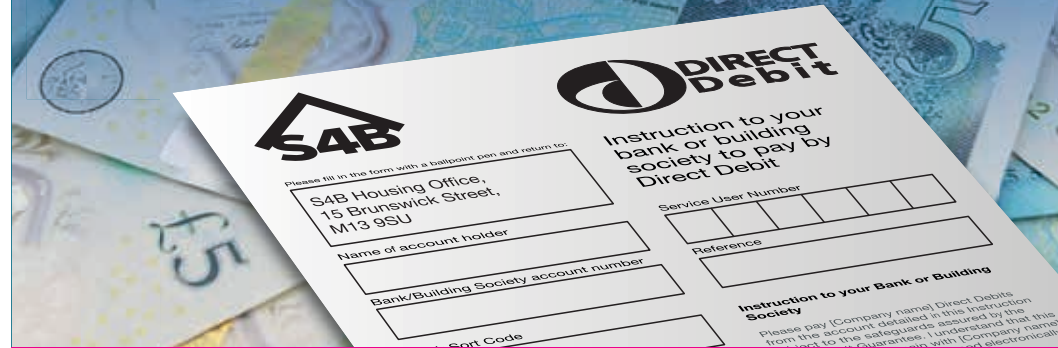 S4B
DIRECT
Debit
Please fill in the form with a ballpoint pen and return to:
S4B Housing Office,
15 Brunswick Street,
M13 9SU
Name of account holder
Bank/Building Society account number
Sort Code
Instruction to your
bank or building
society to pay by
Direct Debit
Service User Number
Reference
Instruction to your Bank or Building
Society
Please pay [Company name] Direct Debits
from the account detailed in this Instruction
to the safeguards assured by the
Guarantee. I understand that this
with [Company name
electronic
£5
5